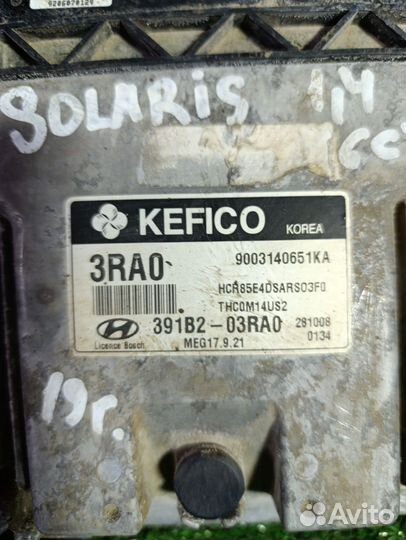 9206070124
SOLARIS 1,4
KEFICO KOREA
3RA0 9003140651KA
HCR85E4DSARS03F0
THC0M14US2
391B2-03RA0 281008
Licence Bosch MEG17.9.21 0134
19г.
Avito